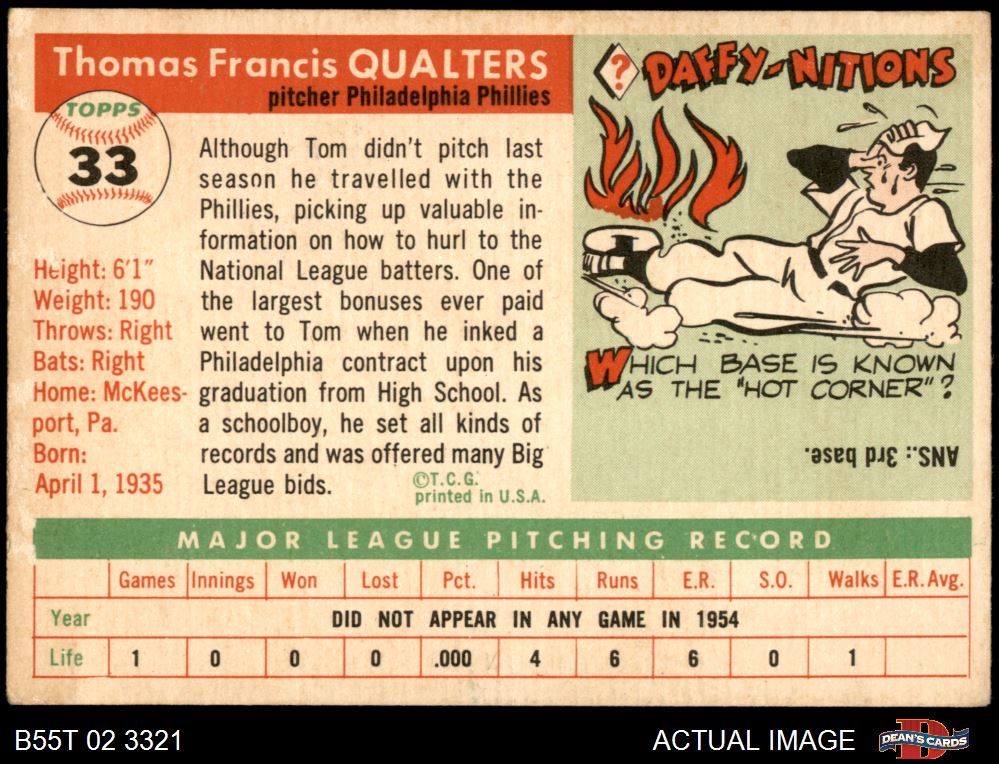 Thomas Francis QUALTERS
pitcher Philadelphia Phillies
TOPPS
33
Height: 6'1"
Weight: 190
Throws: Right
Bats: Right
Home: McKees-
port, Pa.
Born:
April 1, 1935
Although Tom didn't pitch last
season he travelled with the
Phillies, picking up valuable in-
formation on how to hurl to the
National League batters. One of
the largest bonuses ever paid
went to Tom when he inked a
Philadelphia contract upon his
graduation from High School. As
a schoolboy, he set all kinds of
records and was offered many Big
League bids.
©T.C.G.
printed in U.S.A.
? DAFFY-NITIONS
WHICH BASE IS KNOWN
AS THE "HOT CORNER"?
ANS.: 3rd base.
MAJOR LEAGUE PITCHING RECORD
Games Innings Won Lost Pct. Hits Runs E.R. S.O. Walks E.R. Avg.
Year DID NOT APPEAR IN ANY GAME IN 1954
Life 1 0 0 0 .000 4 6 6 0 1
B55T 02 3321
ACTUAL IMAGE
D
DEAN'S CARDS